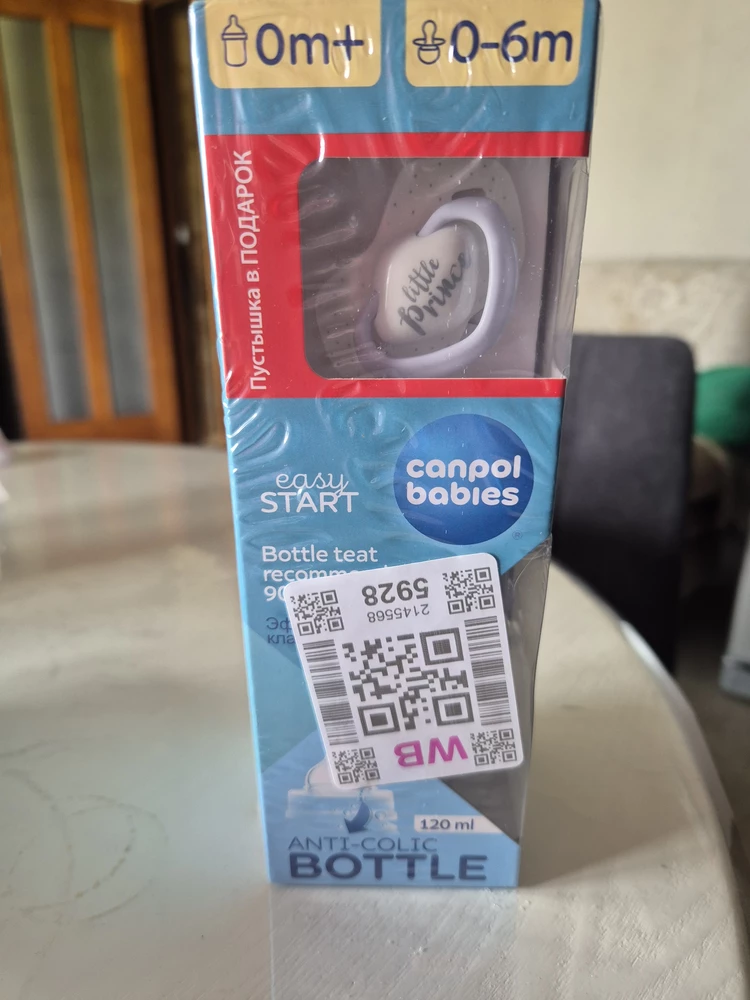 0m+
0-6m
Пустышка в ПОДАРОК
little
prince
easy
START
canpol
babies
Bottle teat
5928
2145568
WB
120 ml
ANTI-COLIC
BOTTLE